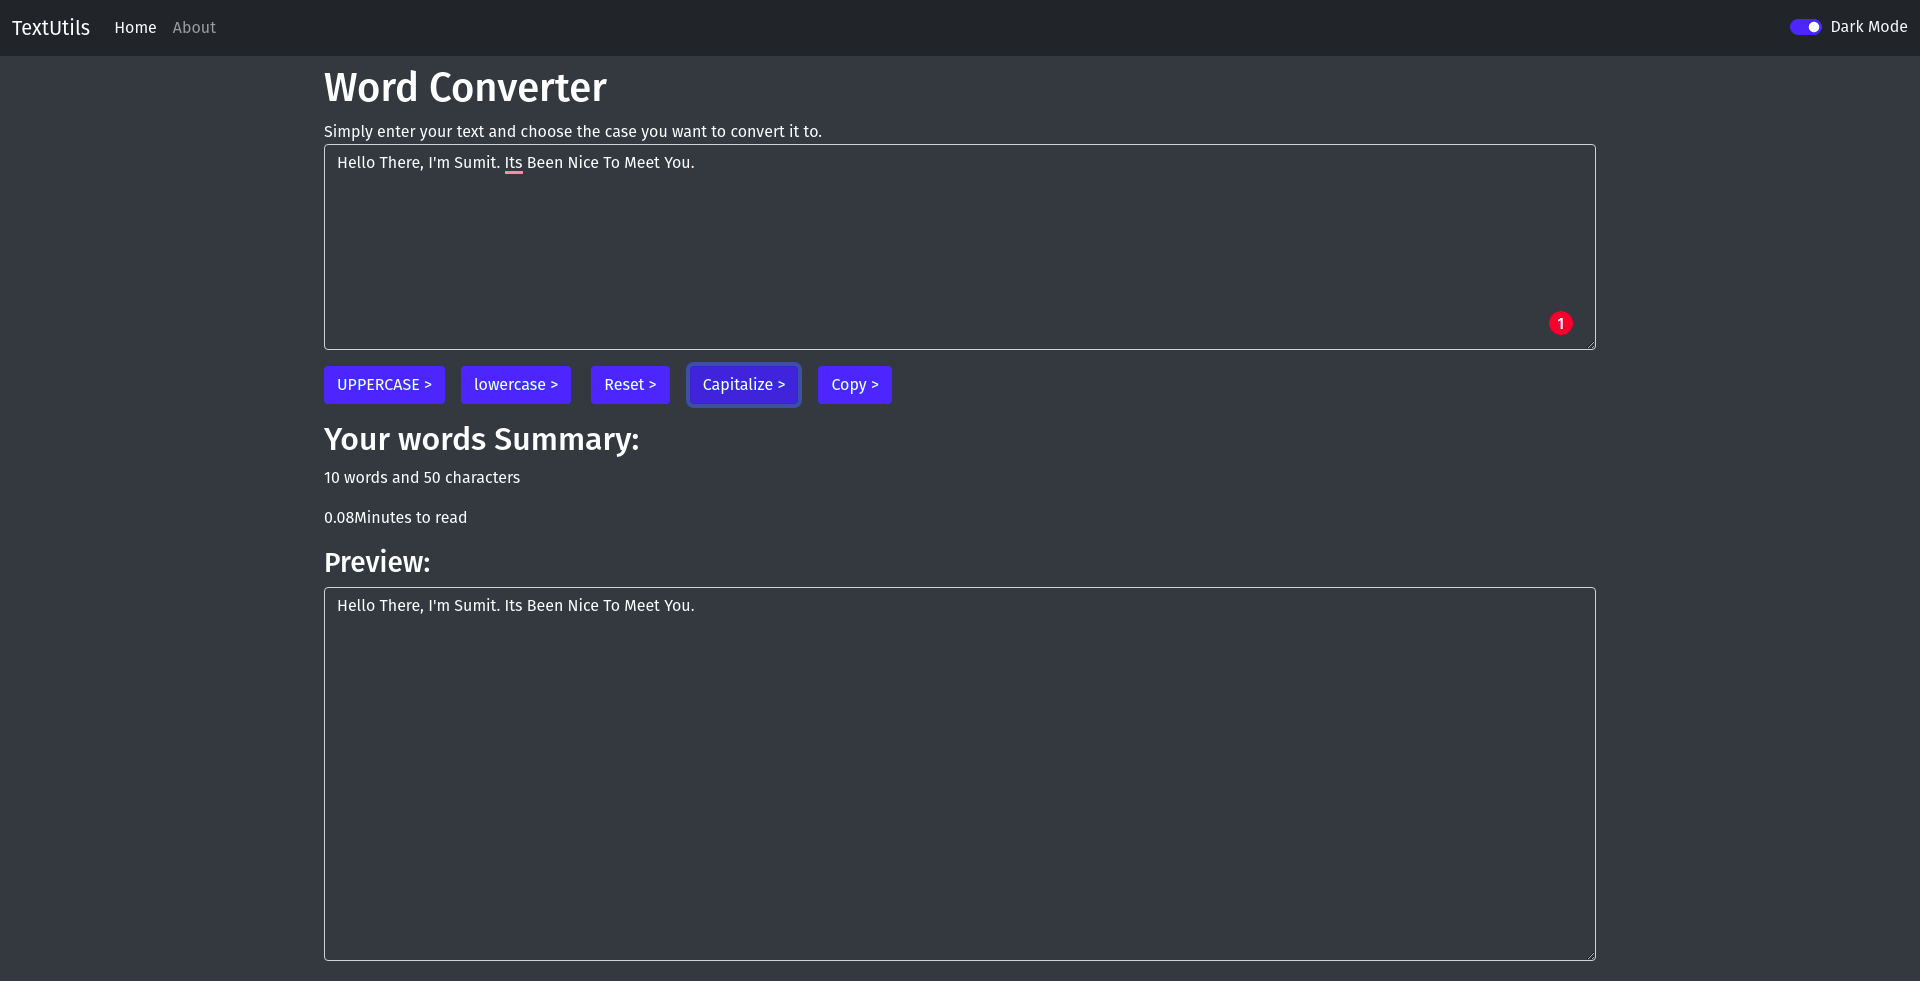 TextUtils Home About Dark Mode
Word Converter
Simply enter your text and choose the case you want to convert it to.
Hello There, I'm Sumit. Its Been Nice To Meet You.
1
UPPERCASE > lowercase > Reset > Capitalize > Copy >
Your words Summary:
10 words and 50 characters
0.08Minutes to read
Preview:
Hello There, I'm Sumit. Its Been Nice To Meet You.